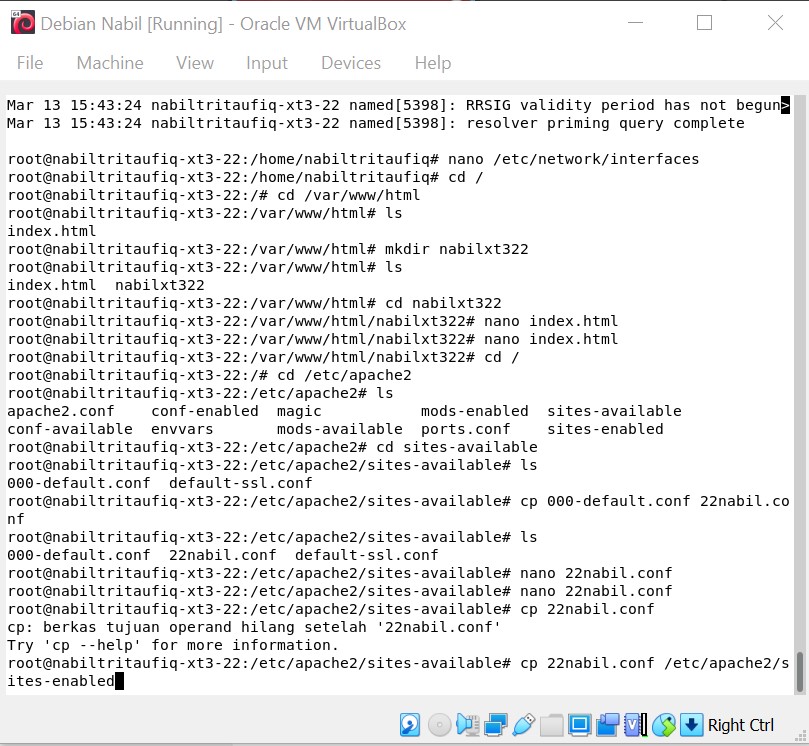 Debian Nabil [Running] - Oracle VM VirtualBox
File Machine View Input Devices Help
Mar 13 15:43:24 nabiltritaufiq-xt3-22 named[5398]: RRSIG validity period has not begun>
Mar 13 15:43:24 nabiltritaufiq-xt3-22 named[5398]: resolver priming query complete
root@nabiltritaufiq-xt3-22:/home/nabiltritaufiq# nano /etc/network/interfaces
root@nabiltritaufiq-xt3-22:/home/nabiltritaufiq# cd /
root@nabiltritaufiq-xt3-22:/# cd /var/www/html
root@nabiltritaufiq-xt3-22:/var/www/html# ls
index.html
root@nabiltritaufiq-xt3-22:/var/www/html# mkdir nabilxt322
root@nabiltritaufiq-xt3-22:/var/www/html# ls
index.html  nabilxt322
root@nabiltritaufiq-xt3-22:/var/www/html# cd nabilxt322
root@nabiltritaufiq-xt3-22:/var/www/html/nabilxt322# nano index.html
root@nabiltritaufiq-xt3-22:/var/www/html/nabilxt322# nano index.html
root@nabiltritaufiq-xt3-22:/var/www/html/nabilxt322# cd /
root@nabiltritaufiq-xt3-22:/# cd /etc/apache2
root@nabiltritaufiq-xt3-22:/etc/apache2# ls
apache2.conf    conf-enabled  magic           mods-enabled  sites-available
conf-available  envvars       mods-available  ports.conf    sites-enabled
root@nabiltritaufiq-xt3-22:/etc/apache2# cd sites-available
root@nabiltritaufiq-xt3-22:/etc/apache2/sites-available# ls
000-default.conf  default-ssl.conf
root@nabiltritaufiq-xt3-22:/etc/apache2/sites-available# cp 000-default.conf 22nabil.co
nf
root@nabiltritaufiq-xt3-22:/etc/apache2/sites-available# ls
000-default.conf  22nabil.conf  default-ssl.conf
root@nabiltritaufiq-xt3-22:/etc/apache2/sites-available# nano 22nabil.conf
root@nabiltritaufiq-xt3-22:/etc/apache2/sites-available# nano 22nabil.conf
root@nabiltritaufiq-xt3-22:/etc/apache2/sites-available# cp 22nabil.conf
cp: berkas tujuan operand hilang setelah '22nabil.conf'
Try 'cp --help' for more information.
root@nabiltritaufiq-xt3-22:/etc/apache2/sites-available# cp 22nabil.conf /etc/apache2/s
ites-enabled
Right Ctrl